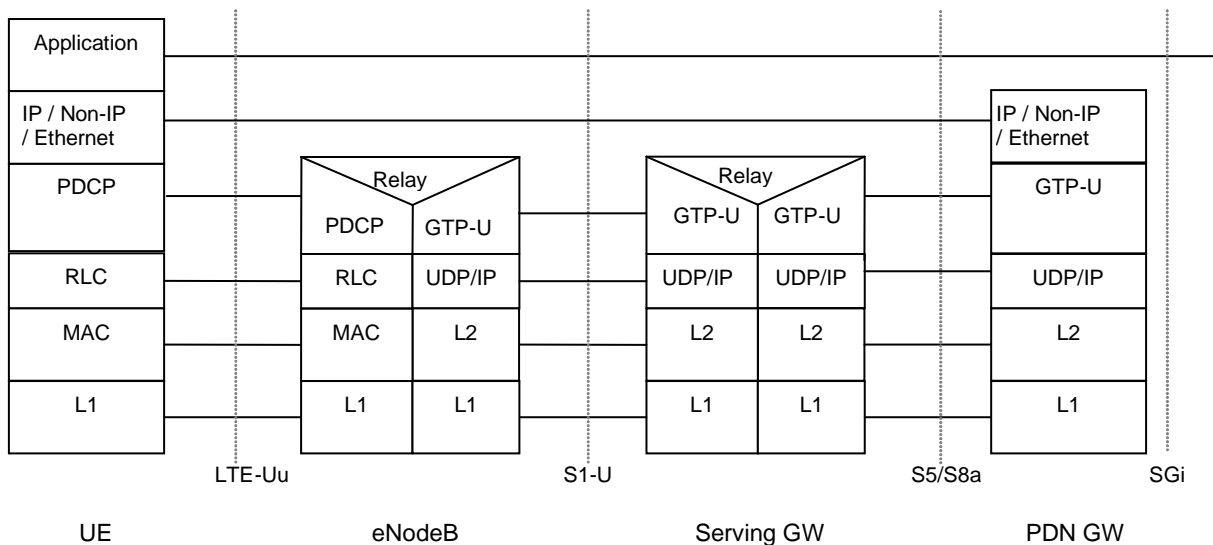 Application
IP / Non-IP
/ Ethernet
IP / Non-IP
/ Ethernet
PDCP
Relay
Relay
GTP-U
PDCP
GTP-U
GTP-U
GTP-U
RLC
RLC
UDP/IP
UDP/IP
UDP/IP
UDP/IP
MAC
MAC
L2
L2
L2
L2
L1
L1
L1
L1
L1
L1
LTE-Uu
S1-U
S5/S8a
SGi
UE
eNodeB
Serving GW
PDN GW